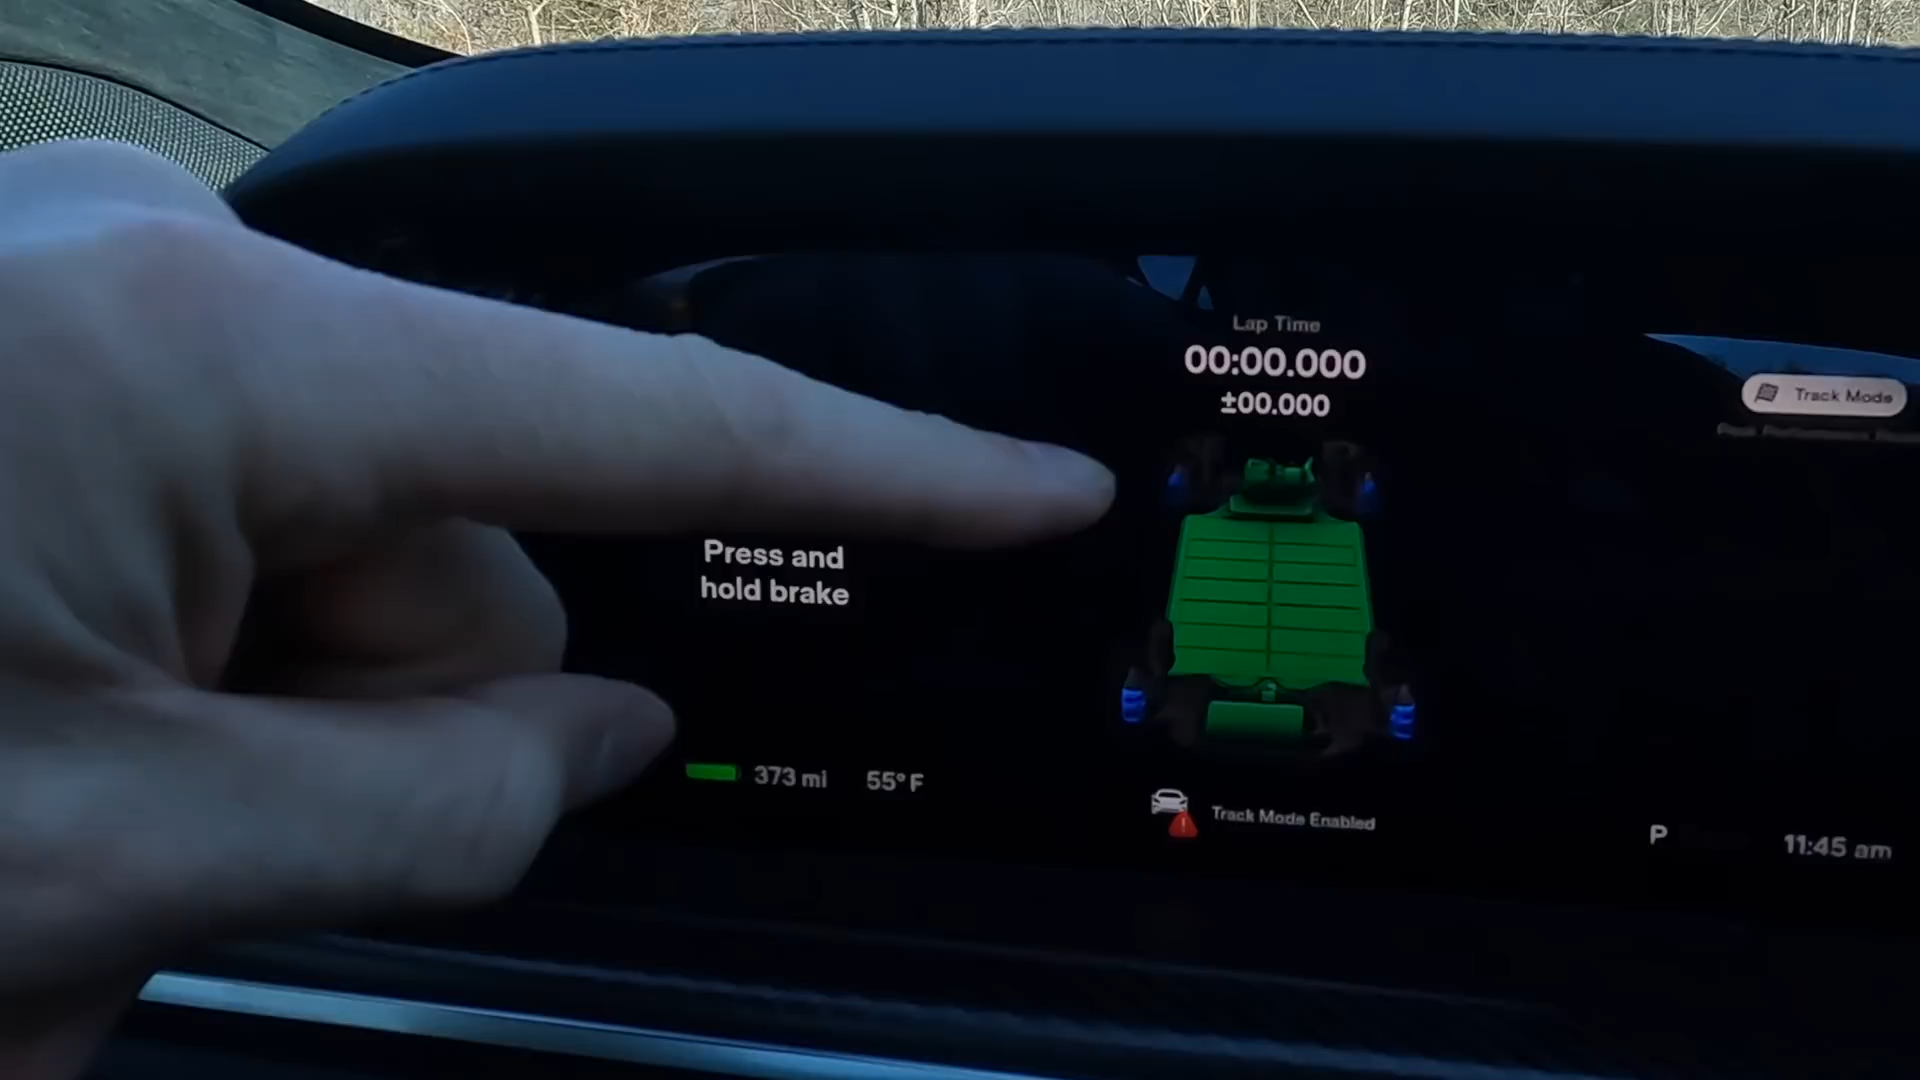 Lap Time
00:00.000
±00.000
Track Mode
Press and
hold brake
373 mi
55° F
Track Mode Enabled
P
11:45 am